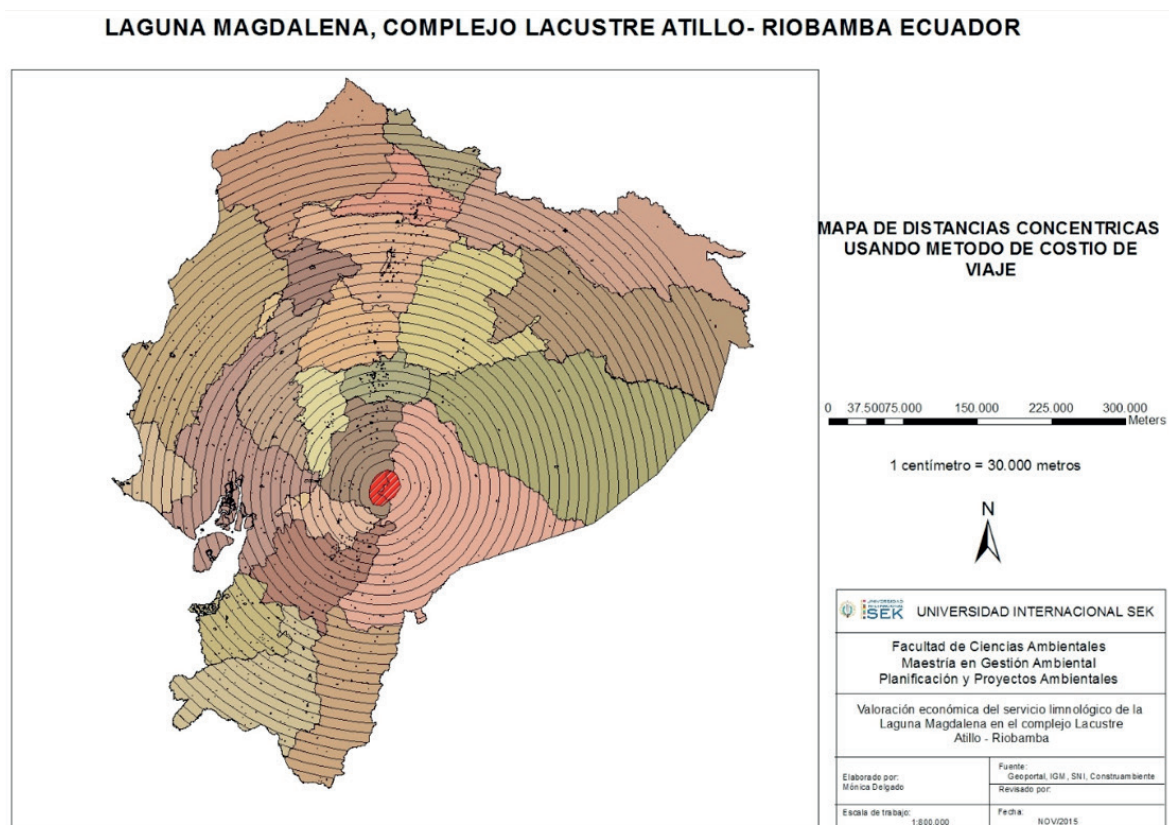 LAGUNA MAGDALENA, COMPLEJO LACUSTRE ATILLO- RIOBAMBA ECUADOR
MAPA DE DISTANCIAS CONCENTRICAS
USANDO METODO DE COSTIO DE
VIAJE
0 37.50075.000 150.000 225.000 300.000
Meters
1 centímetro = 30.000 metros
N
UNIVERSIDAD
SEK
UNIVERSIDAD INTERNACIONAL SEK
Facultad de Ciencias Ambientales
Maestría en Gestión Ambiental
Planificación y Proyectos Ambientales
Valoración económica del servicio limnológico de la
Laguna Magdalena en el complejo Lacustre
Atillo - Riobamba
Elaborado por:
Mónica Delgado
Fuente:
Geoportal, IGM, SNI, Construambiente
Revisado por:
Escala de trabajo:
1:800.000
Fecha:
NOV/2015